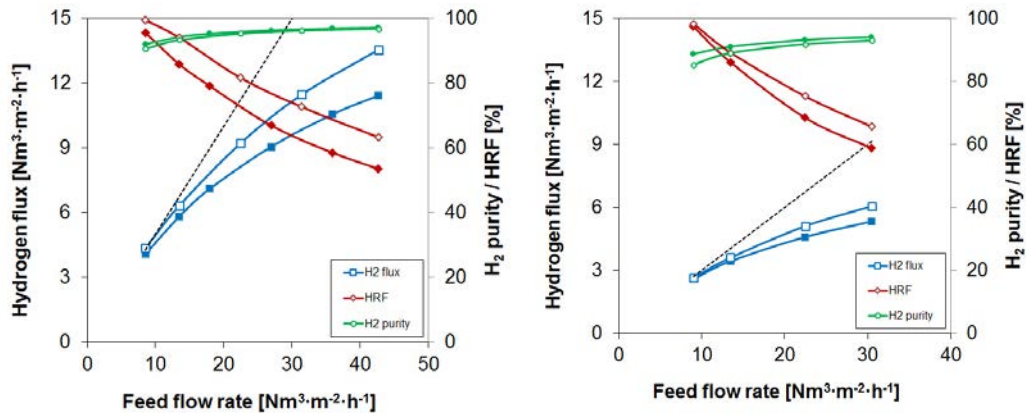 15
12
9
6
3
0
Hydrogen flux [Nm³·m⁻²·h⁻¹]
100
80
60
40
20
0
H₂ purity / HRF [%]
H2 flux
HRF
H2 purity
0 10 20 30 40 50
Feed flow rate [Nm³·m⁻²·h⁻¹]
15
12
9
6
3
0
Hydrogen flux [Nm³·m⁻²·h⁻¹]
100
80
60
40
20
0
H₂ purity / HRF [%]
H2 flux
HRF
H2 purity
0 10 20 30 40
Feed flow rate [Nm³·m⁻²·h⁻¹]